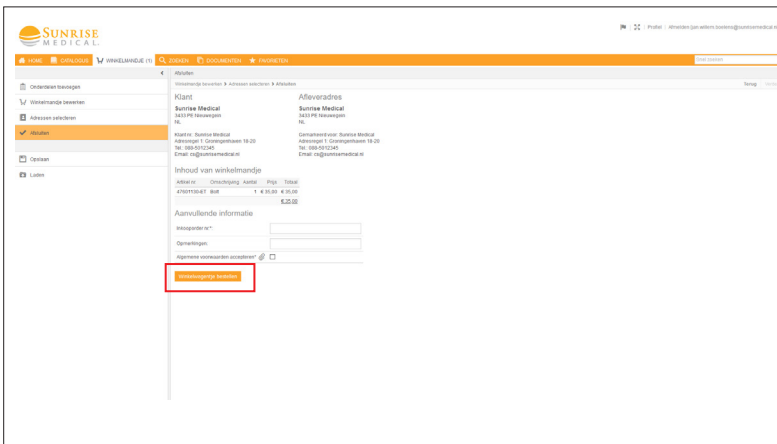 SUNRISE
MEDICAL.
Profiel
HOME CATALOGUS WINKELMANDJE (1) ZOEKEN DOCUMENTEN FAVORIETEN
Onderdelen toevoegen
Winkelmandje bewerken
Adressen selecteren
Afsluiten
Opslaan
Laden
Afsluiten
Winkelmandje bewerken > Adressen selecteren > Afsluiten
Terug
Klant
Sunrise Medical
3433 PE Nieuwegein
NL
Klant nr.: Sunrise Medical
Adresregel 1: Groningenhaven 18-20
Tel.: 088-5012345
Email: cs@sunrisemedical.nl
Afleveradres
Sunrise Medical
3433 PE Nieuwegein
NL
Gemarkeerd voor: Sunrise Medical
Adresregel 1: Groningenhaven 18-20
Tel.: 088-5012345
Email: cs@sunrisemedical.nl
Inhoud van winkelmandje
Artikel nr. Omschrijving Aantal Prijs Totaal
Bolt 1 € 35,00 € 35,00
€ 35,00
Aanvullende informatie
Inkooporder nr*:
Opmerkingen:
Algemene voorwaarden accepteren*
Winkelwagentje bestellen